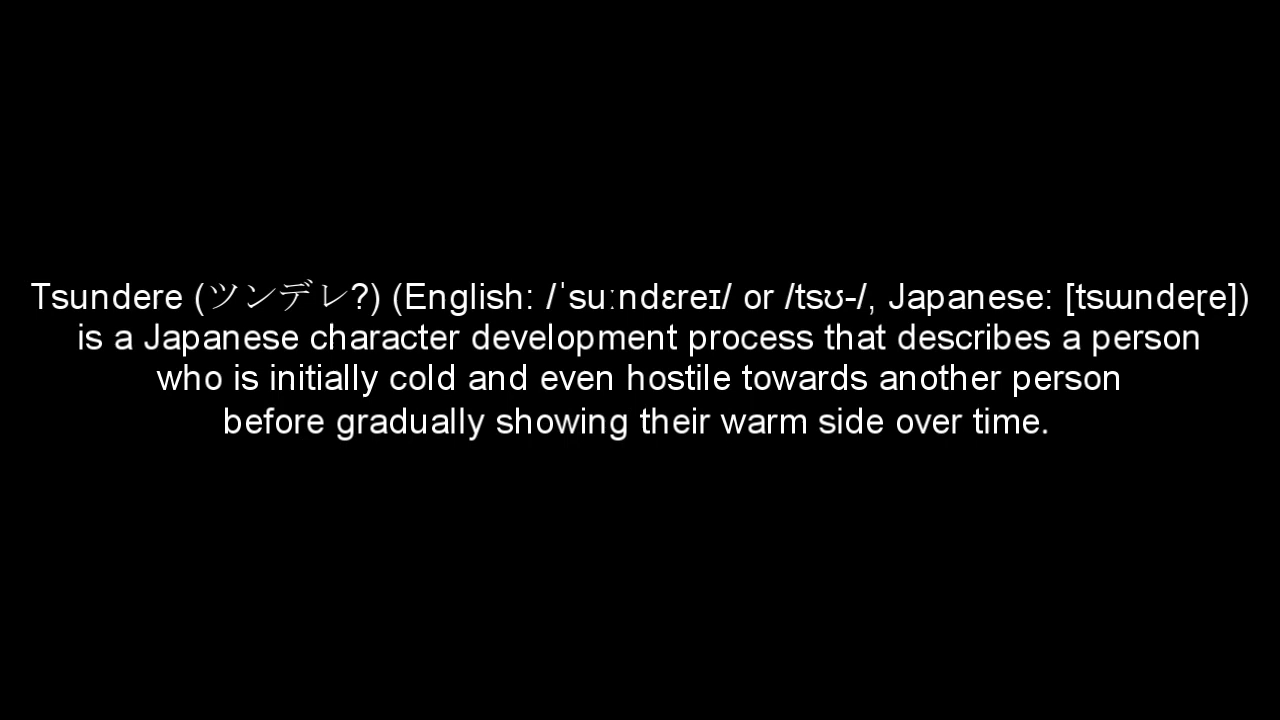 Tsundere (ツンデレ?) (English: /ˈsuːndɛreɪ/ or /tsʊ-/, Japanese: [tsɯndeɽe])
is a Japanese character development process that describes a person
who is initially cold and even hostile towards another person
before gradually showing their warm side over time.